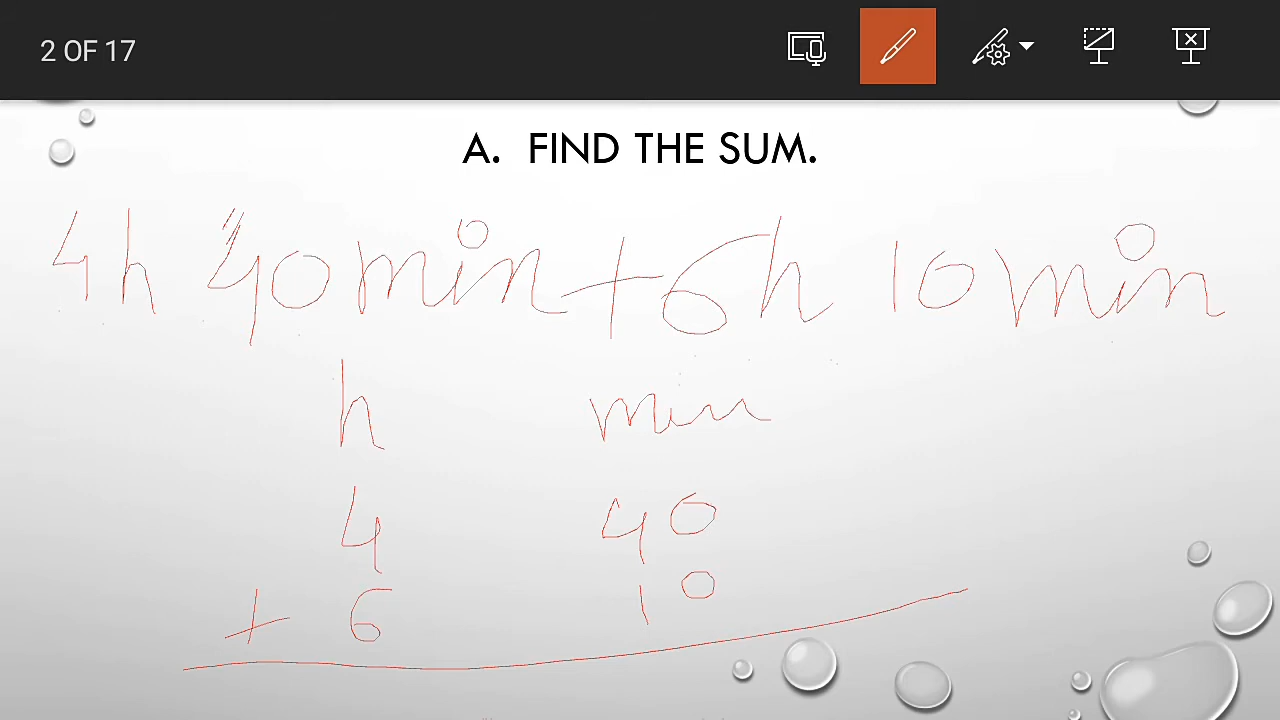 2 OF 17
A. FIND THE SUM.
4h 40min + 6h 10min
h min
4 40
+ 6 10